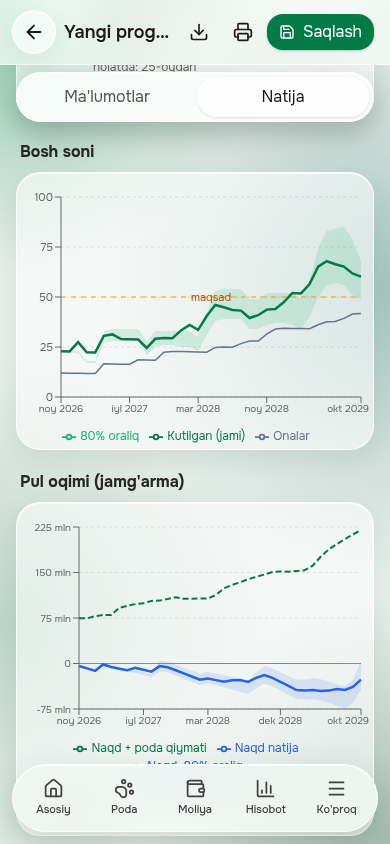 Yangi prog...
Saqlash
holatda: 25-oydan
Ma'lumotlar
Natija
Bosh soni
100
75
50
25
0
maqsad
noy 2026 iyl 2027 mar 2028 noy 2028 okt 2029
80% oraliq Kutilgan (jami) Onalar
Pul oqimi (jamg'arma)
225 mln
150 mln
75 mln
0
-75 mln
noy 2026 iyl 2027 mar 2028 dek 2028 okt 2029
Naqd + poda qiymati Naqd natija
Naqd 80% oraliq
Asosiy Poda Moliya Hisobot Ko'proq